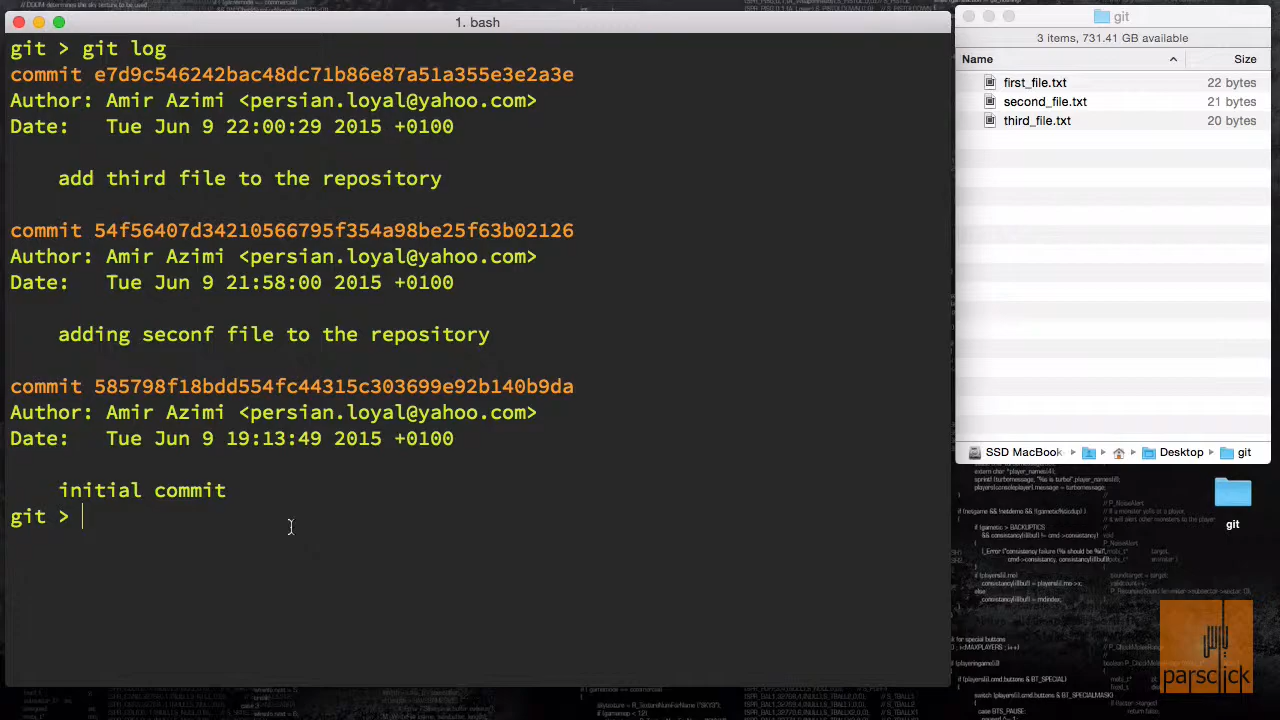 1. bash
git > git log
commit e7d9c546242bac48dc71b86e87a51a355e3e2a3e
Author: Amir Azimi <persian.loyal@yahoo.com>
Date:   Tue Jun 9 22:00:29 2015 +0100
add third file to the repository
commit 54f56407d34210566795f354a98be25f63b02126
Author: Amir Azimi <persian.loyal@yahoo.com>
Date:   Tue Jun 9 21:58:00 2015 +0100
adding seconf file to the repository
commit 585798f18bdd554fc44315c303699e92b140b9da
Author: Amir Azimi <persian.loyal@yahoo.com>
Date:   Tue Jun 9 19:13:49 2015 +0100
initial commit
git >
git
3 items, 731.41 GB available
Name Size
first_file.txt 22 bytes
second_file.txt 21 bytes
third_file.txt 20 bytes
SSD MacBook Desktop git
git
پارس
parsclick